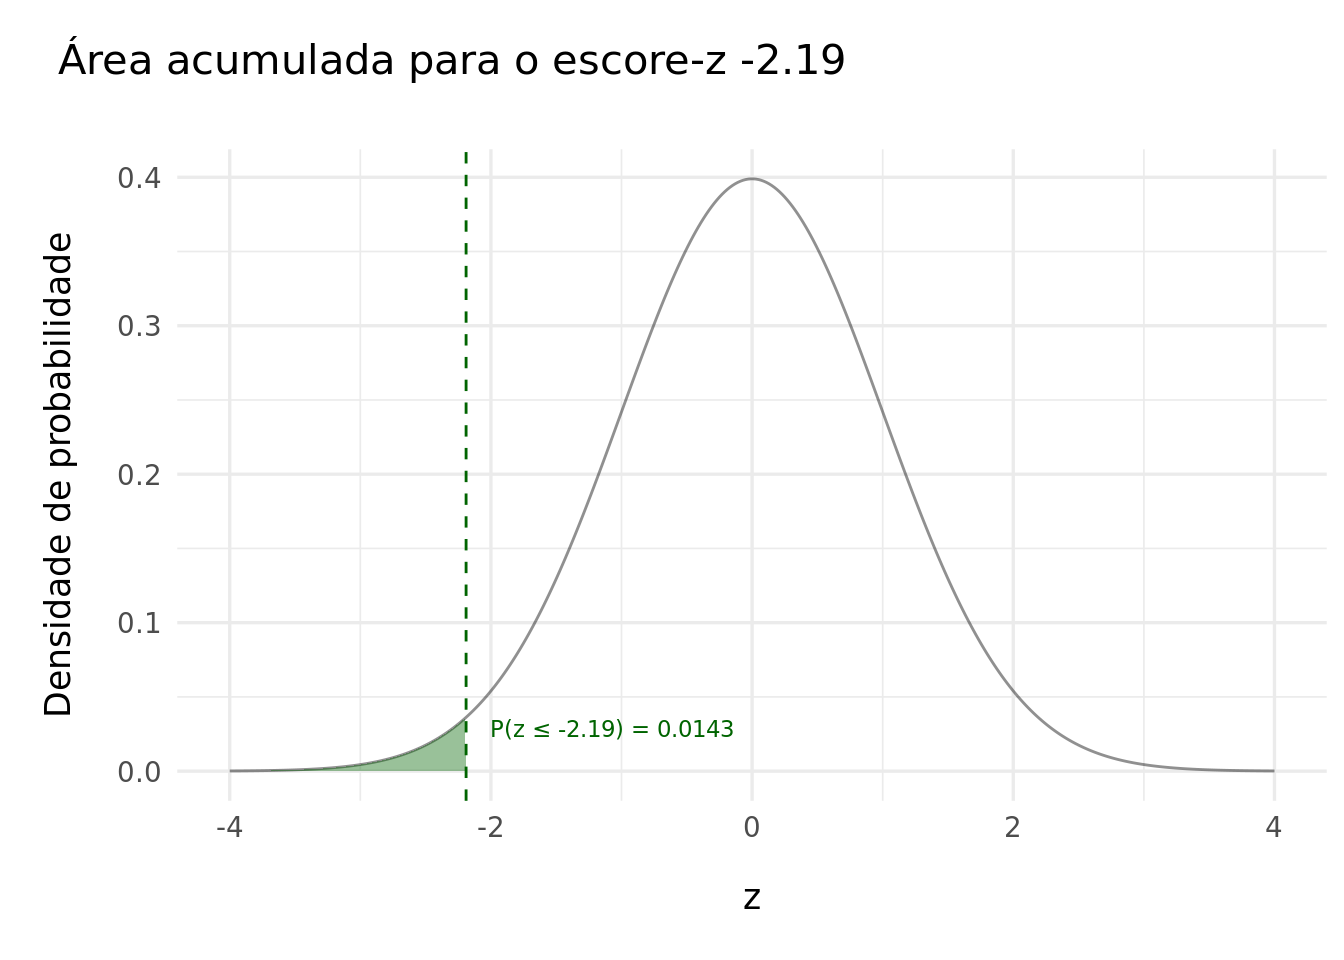 Área acumulada para o escore-z -2.19
Densidade de probabilidade
0.4
0.3
0.2
0.1
0.0
P(z ≤ -2.19) = 0.0143
-4 -2 0 2 4
z